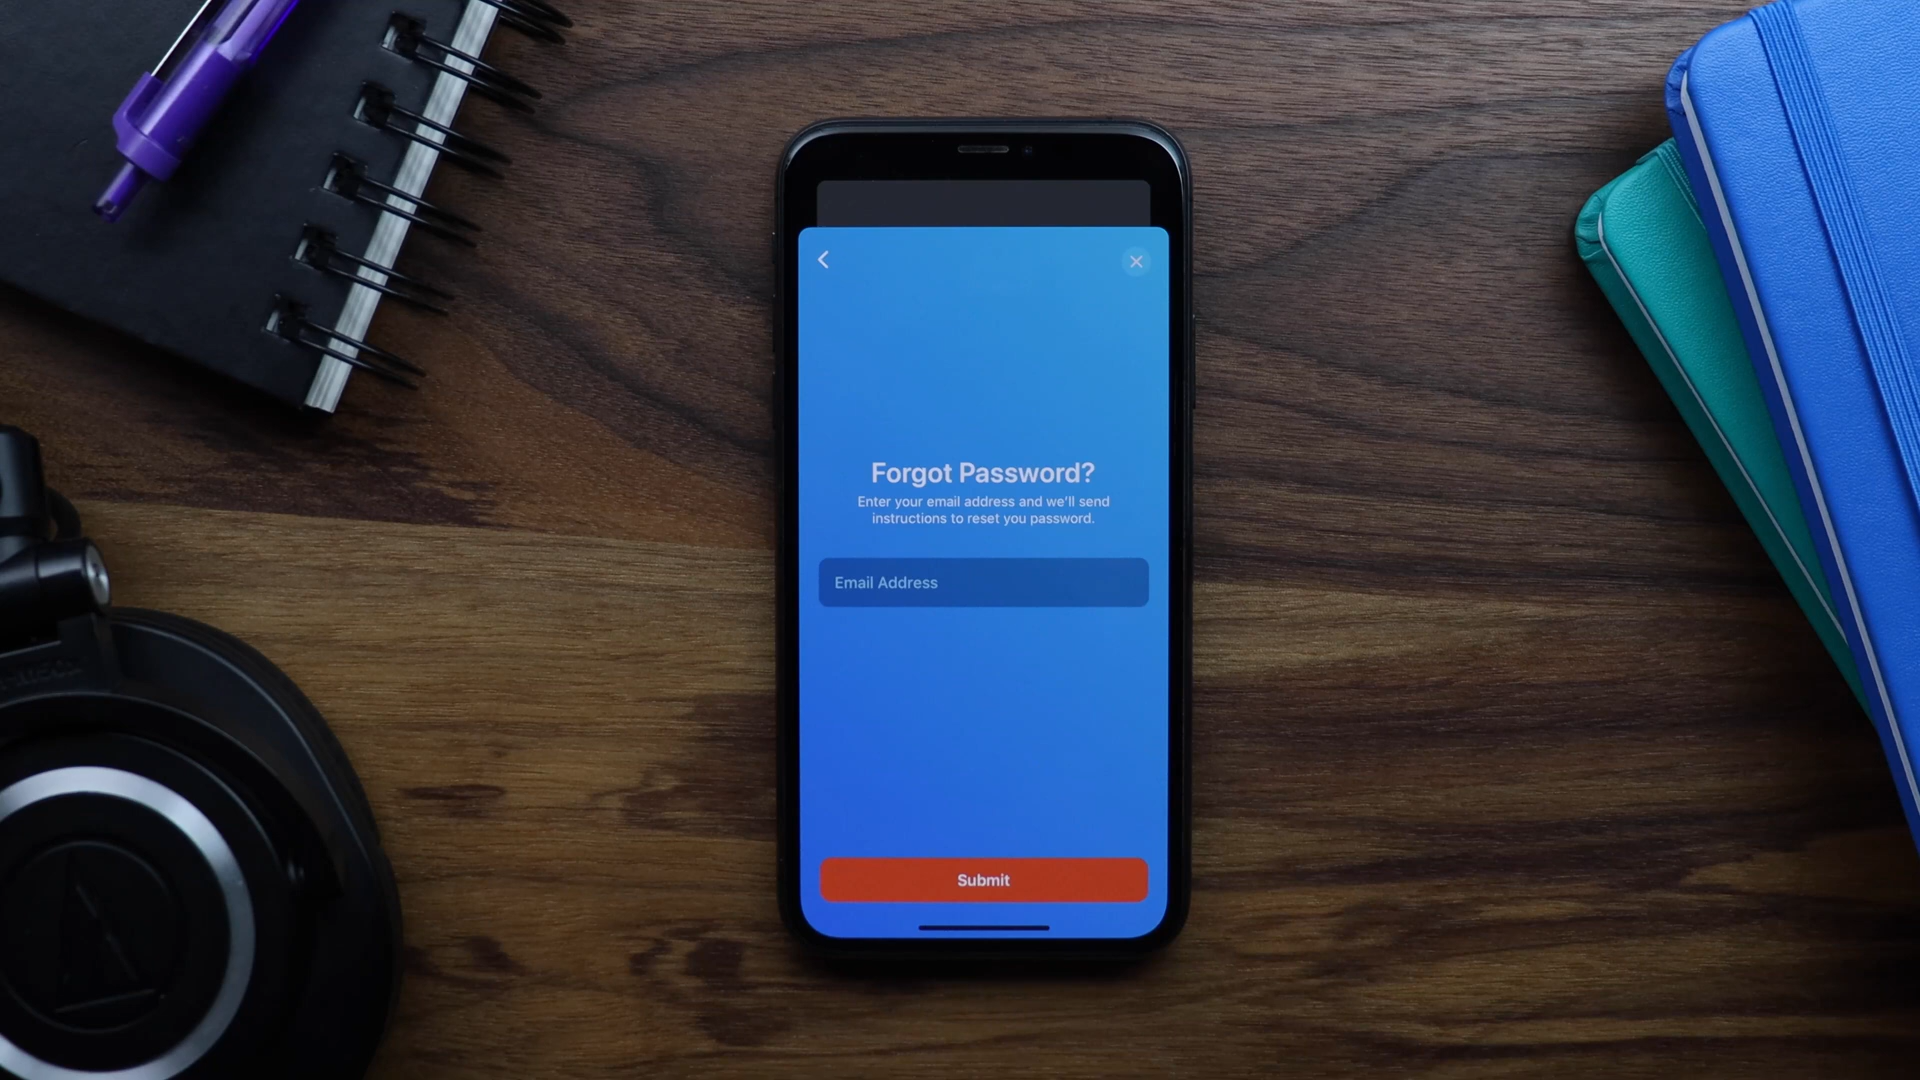 Forgot Password?
Enter your email address and we'll send
instructions to reset you password.
Email Address
Submit